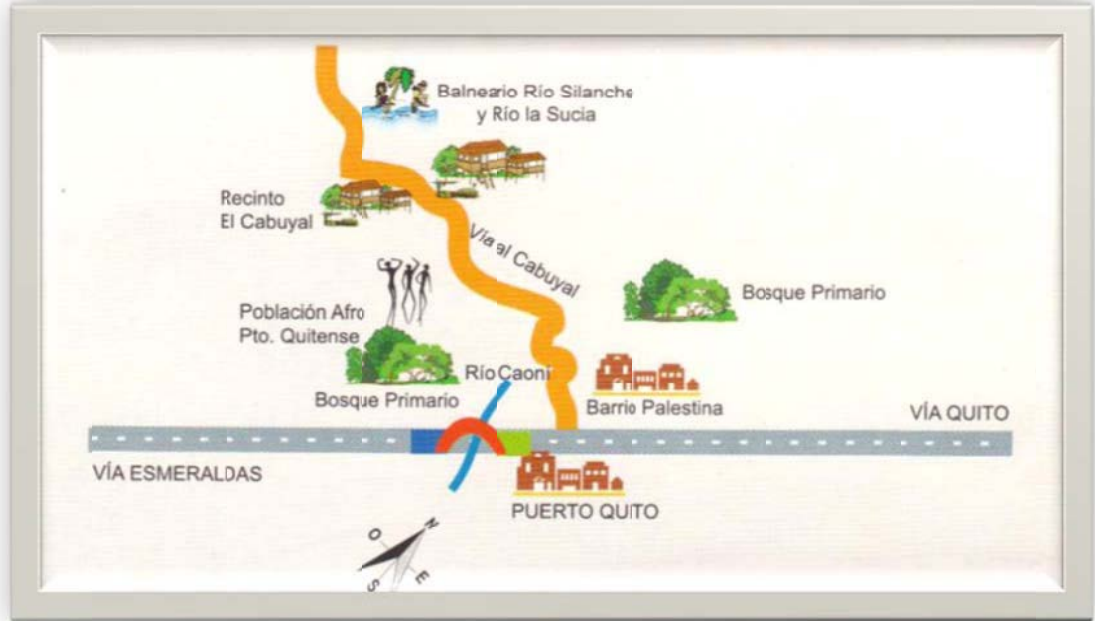 Balneario Río Silanche
y Río la Sucia
Recinto
El Cabuyal
Vía al Cabuyal
Bosque Primario
Población Afro
Pto. Quitense
Río Caoni
Bosque Primario
Barrio Palestina
VÍA QUITO
VÍA ESMERALDAS
PUERTO QUITO
N
O
E
S